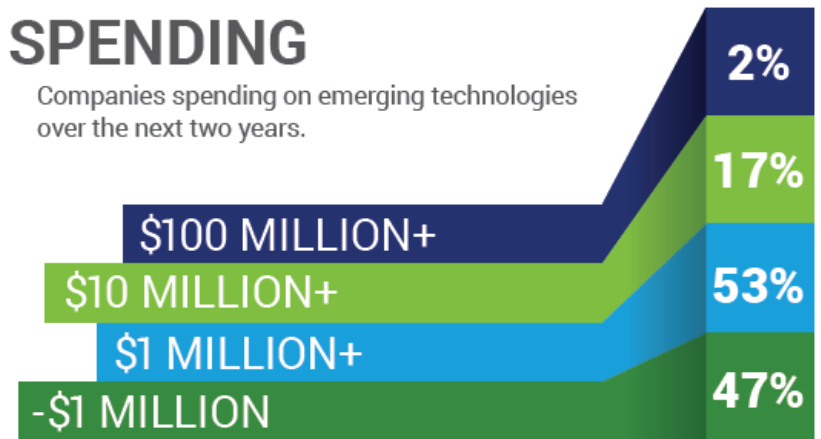 SPENDING
Companies spending on emerging technologies
over the next two years.
$100 MILLION+
2%
$10 MILLION+
17%
$1 MILLION+
53%
-$1 MILLION
47%